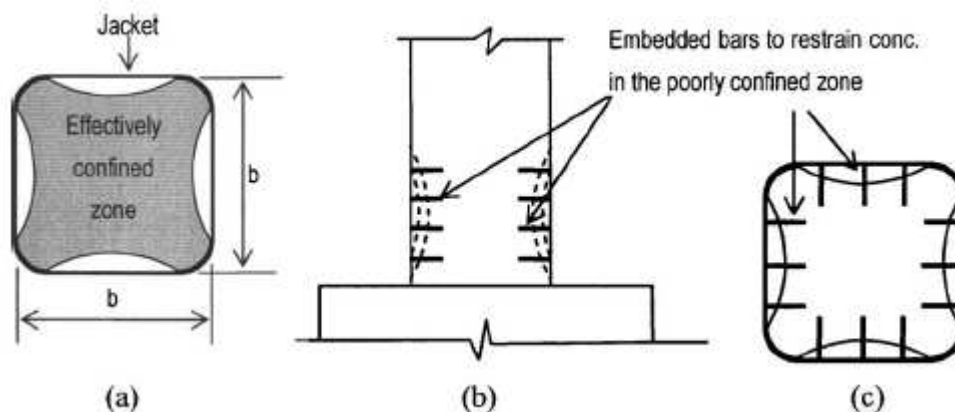 Jacket
Effectively
confined
zone
b
b
(a)
Embedded bars to restrain conc.
in the poorly confined zone
(b)
(c)